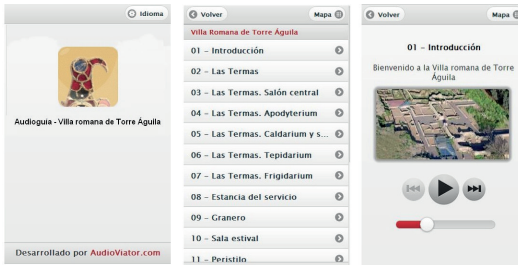 Idioma
Audioguia - Villa romana de Torre Águila
Desarrollado por AudioViator.com
Volver
Mapa
Villa Romana de Torre Águila
01 - Introducción
02 - Las Termas
03 - Las Termas. Salón central
04 - Las Termas. Apodyterium
05 - Las Termas. Caldarium y s...
06 - Las Termas. Tepidarium
07 - Las Termas. Frigidarium
08 - Estancia del servicio
09 - Granero
10 - Sala estival
11 - Peristilo
Volver
Mapa
01 - Introducción
Bienvenido a la Villa romana de Torre
Águila